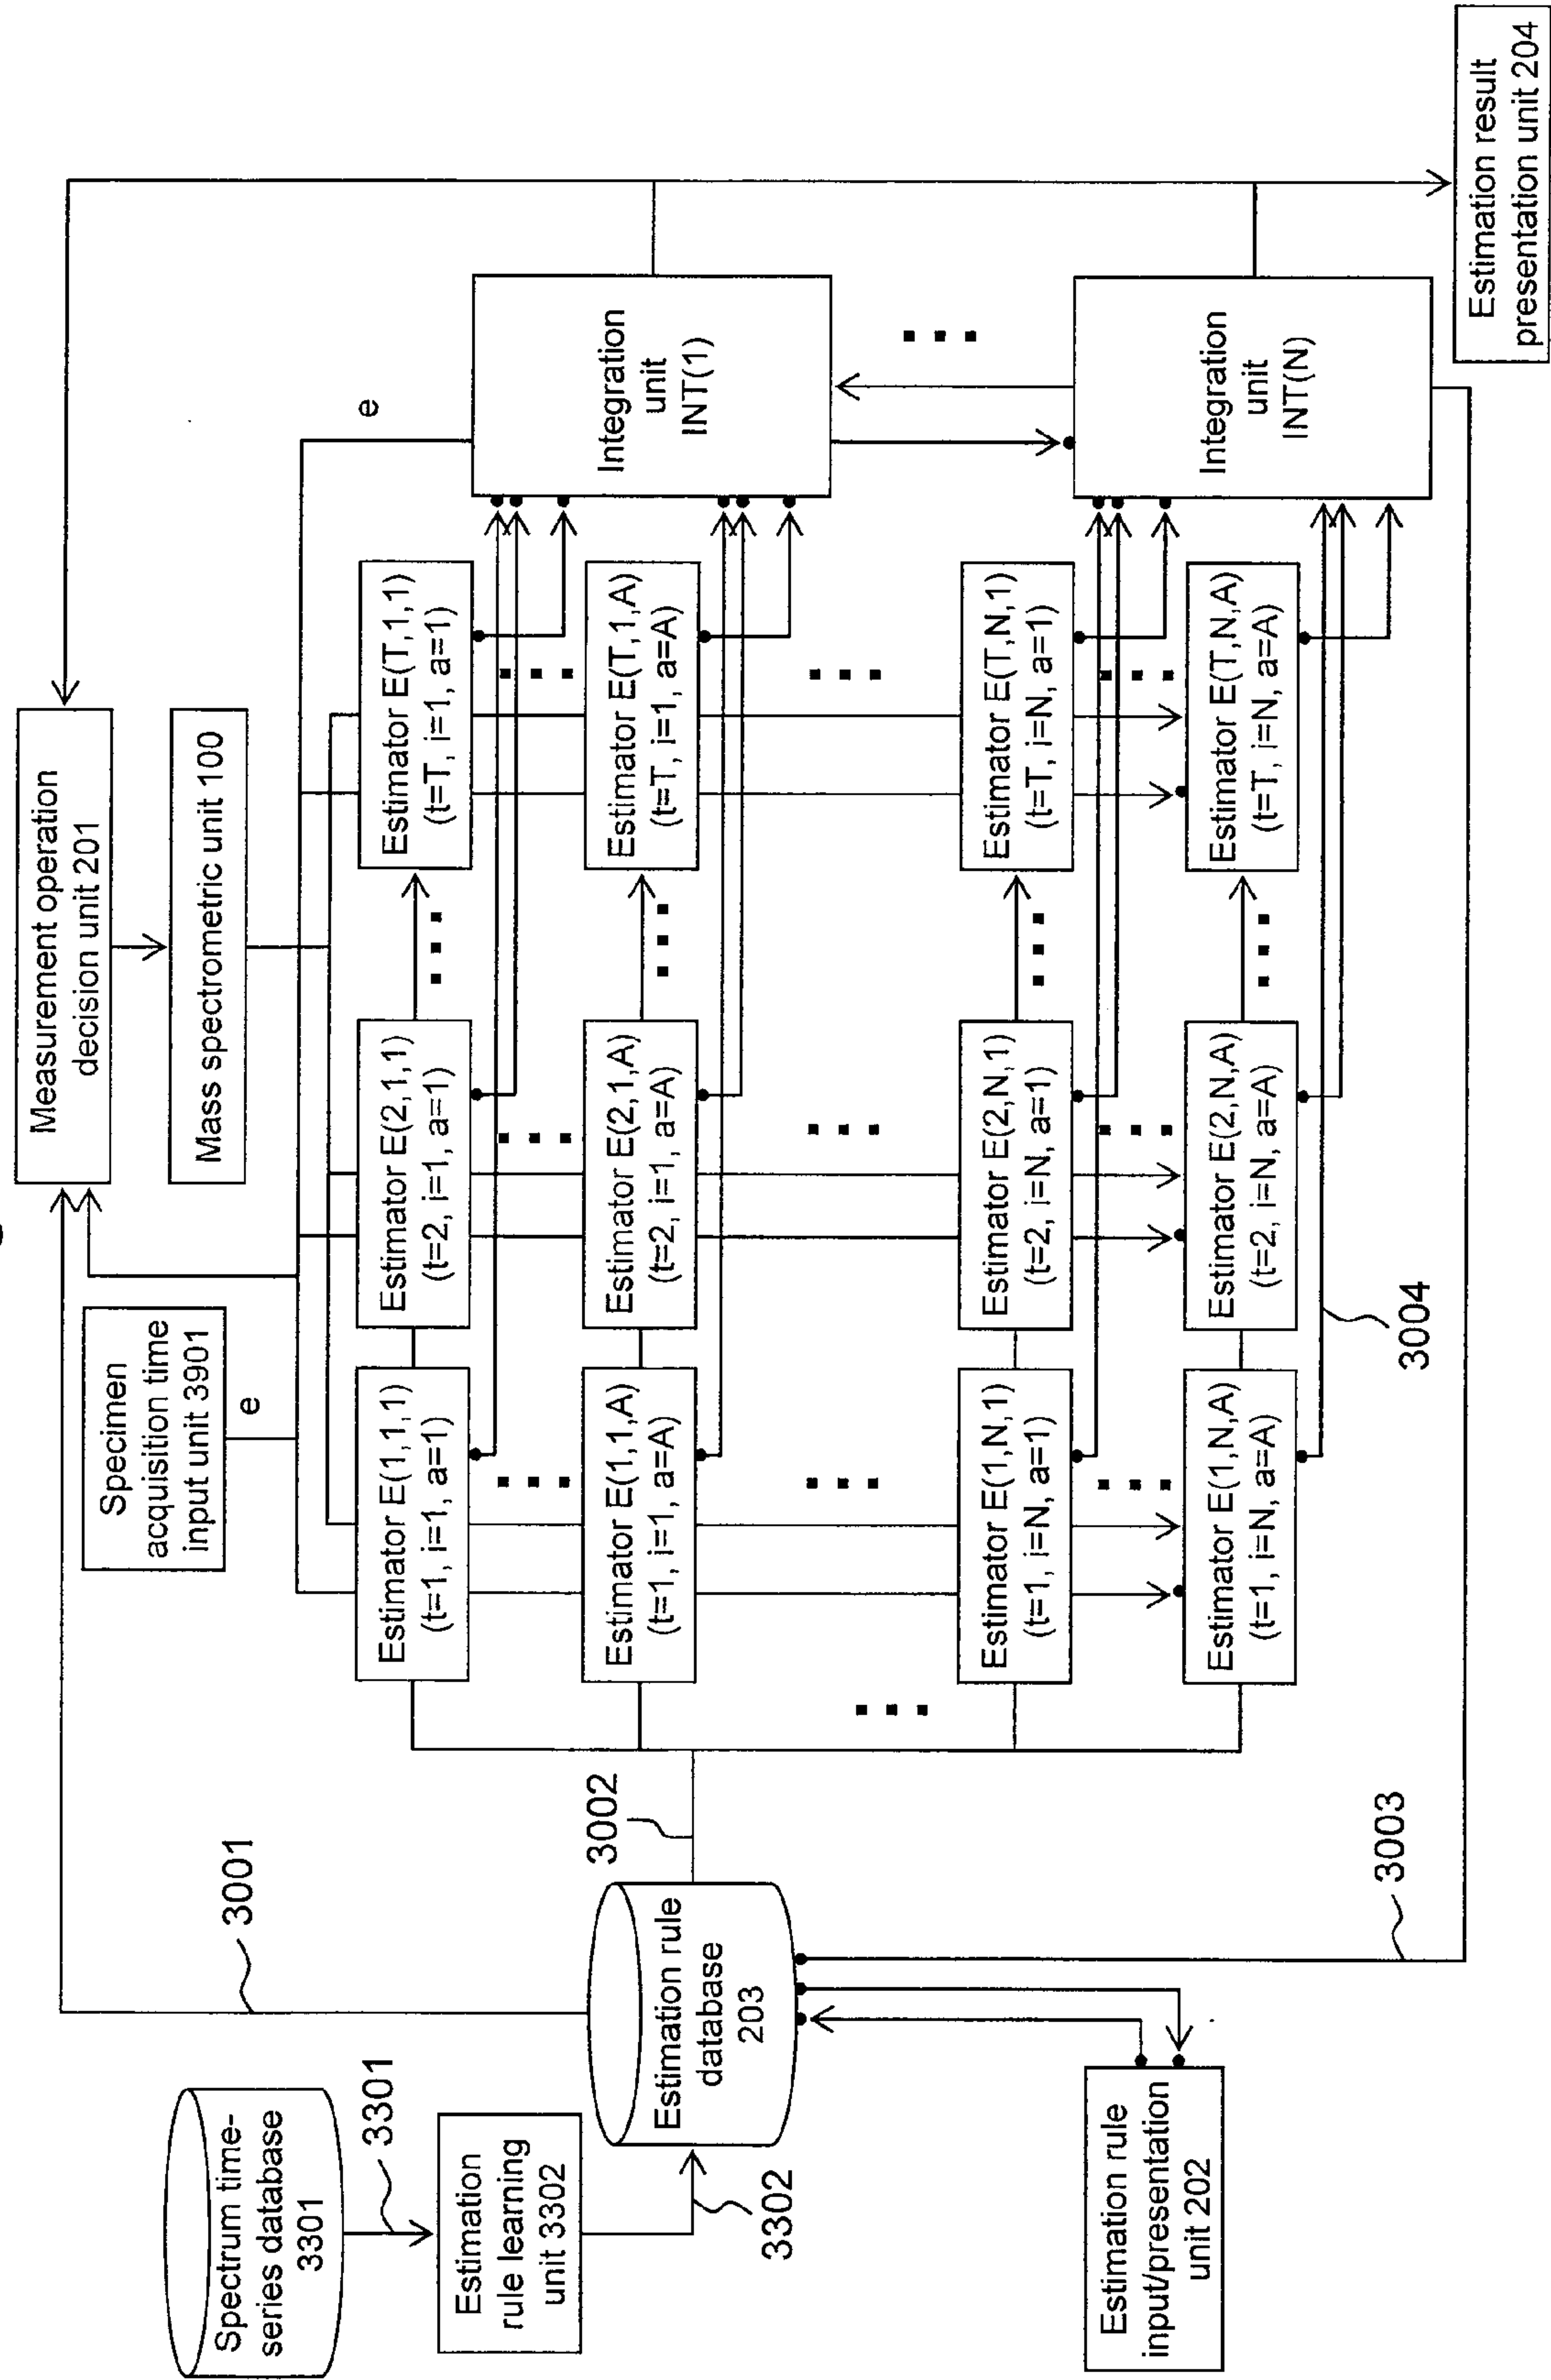 Measurement operation
decision unit 201
Mass spectrometric unit 100
Specimen
acquisition time
input unit 3901
e
e
3001
Spectrum time-
series database
3301
3301
Estimation
rule learning
unit 3302
3302
Estimation rule
database
203
3002
Estimation rule
input/presentation
unit 202
3003
Estimator E(1,1,1)
(t=1, i=1, a=1)
Estimator E(2,1,1)
(t=2, i=1, a=1)
Estimator E(T,1,1)
(t=T, i=1, a=1)
Estimator E(1,1,A)
(t=1, i=1, a=A)
Estimator E(2,1,A)
(t=2, i=1, a=A)
Estimator E(T,1,A)
(t=T, i=1, a=A)
Estimator E(1,N,1)
(t=1, i=N, a=1)
Estimator E(2,N,1)
(t=2, i=N, a=1)
Estimator E(T,N,1)
(t=T, i=N, a=1)
Estimator E(1,N,A)
(t=1, i=N, a=A)
Estimator E(2,N,A)
(t=2, i=N, a=A)
Estimator E(T,N,A)
(t=T, i=N, a=A)
3004
Integration
unit
INT(1)
Integration
unit
INT(N)
Estimation result
presentation unit 204